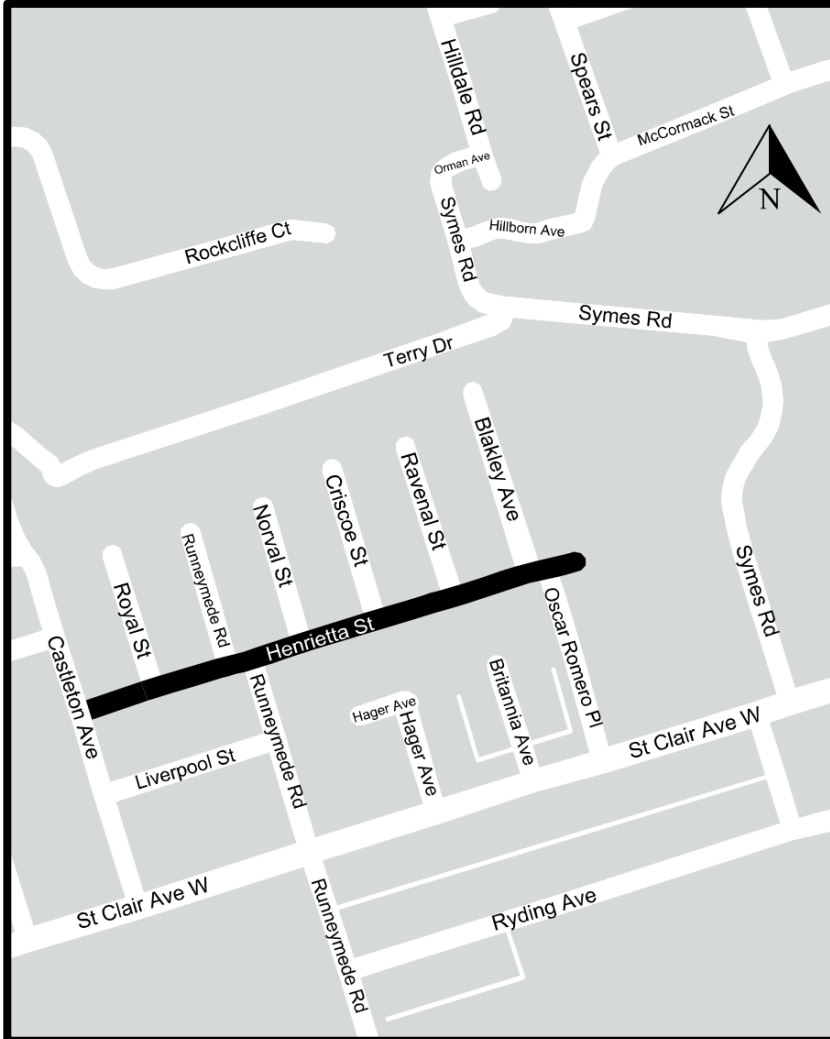 Hilldale Rd
Spears St
McCormack St
Orman Ave
N
Symes Rd
Hillborn Ave
Rockcliffe Ct
Symes Rd
Terry Dr
Blakley Ave
Ravenal St
Criscoe St
Norval St
Runneymede Rd
Royal St
Symes Rd
Henrietta St
Oscar Romero Pl
Castleton Ave
Britannia Ave
Runneymede Rd
Hager Ave
Hager Ave
Liverpool St
St Clair Ave W
St Clair Ave W
Runneymede Rd
Ryding Ave